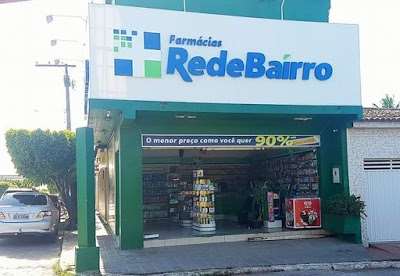 Farmácias
RedeBairro
O menor preço como você quer 90%